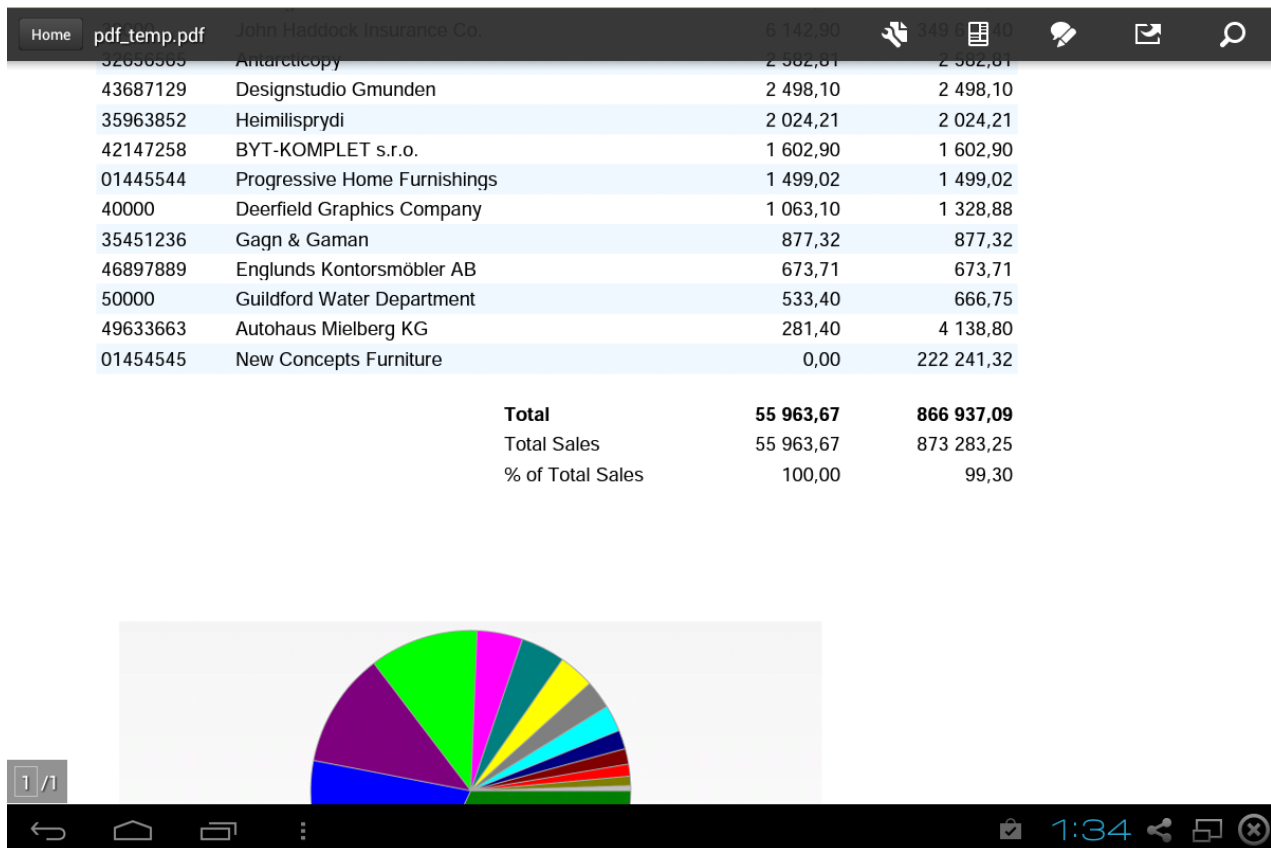 Home pdf_temp.pdf
John Haddock Insurance Co. 6 142,90
32656565 Antarcticopy 2 582,81 2 582,81
43687129 Designstudio Gmunden 2 498,10 2 498,10
35963852 Heimilisprydi 2 024,21 2 024,21
42147258 BYT-KOMPLET s.r.o. 1 602,90 1 602,90
01445544 Progressive Home Furnishings 1 499,02 1 499,02
40000 Deerfield Graphics Company 1 063,10 1 328,88
35451236 Gagn & Gaman 877,32 877,32
46897889 Englunds Kontorsmöbler AB 673,71 673,71
50000 Guildford Water Department 533,40 666,75
49633663 Autohaus Mielberg KG 281,40 4 138,80
01454545 New Concepts Furniture 0,00 222 241,32
Total 55 963,67 866 937,09
Total Sales 55 963,67 873 283,25
% of Total Sales 100,00 99,30
1 /1
1:34